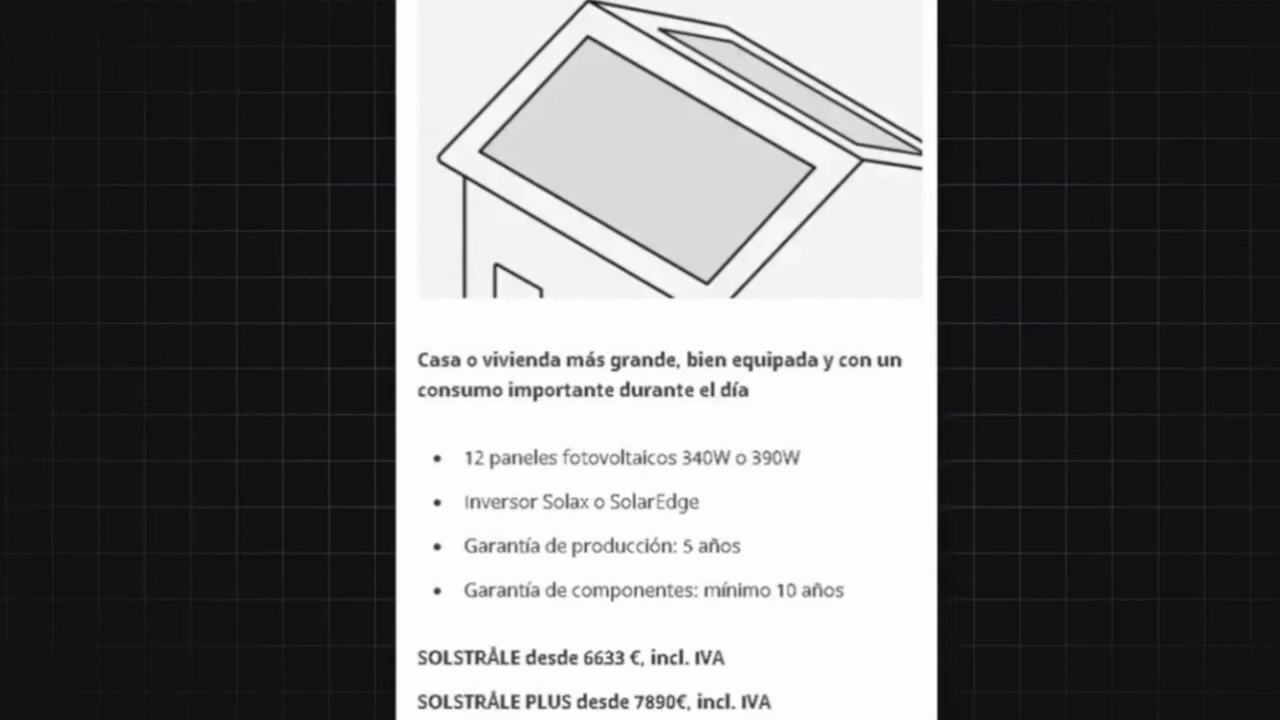 Casa o vivienda más grande, bien equipada y con un
consumo importante durante el día
• 12 paneles fotovoltaicos 340W o 390W
• Inversor Solax o SolarEdge
• Garantía de producción: 5 años
• Garantía de componentes: mínimo 10 años
SOLSTRÅLE desde 6633 €, incl. IVA
SOLSTRÅLE PLUS desde 7890€, incl. IVA